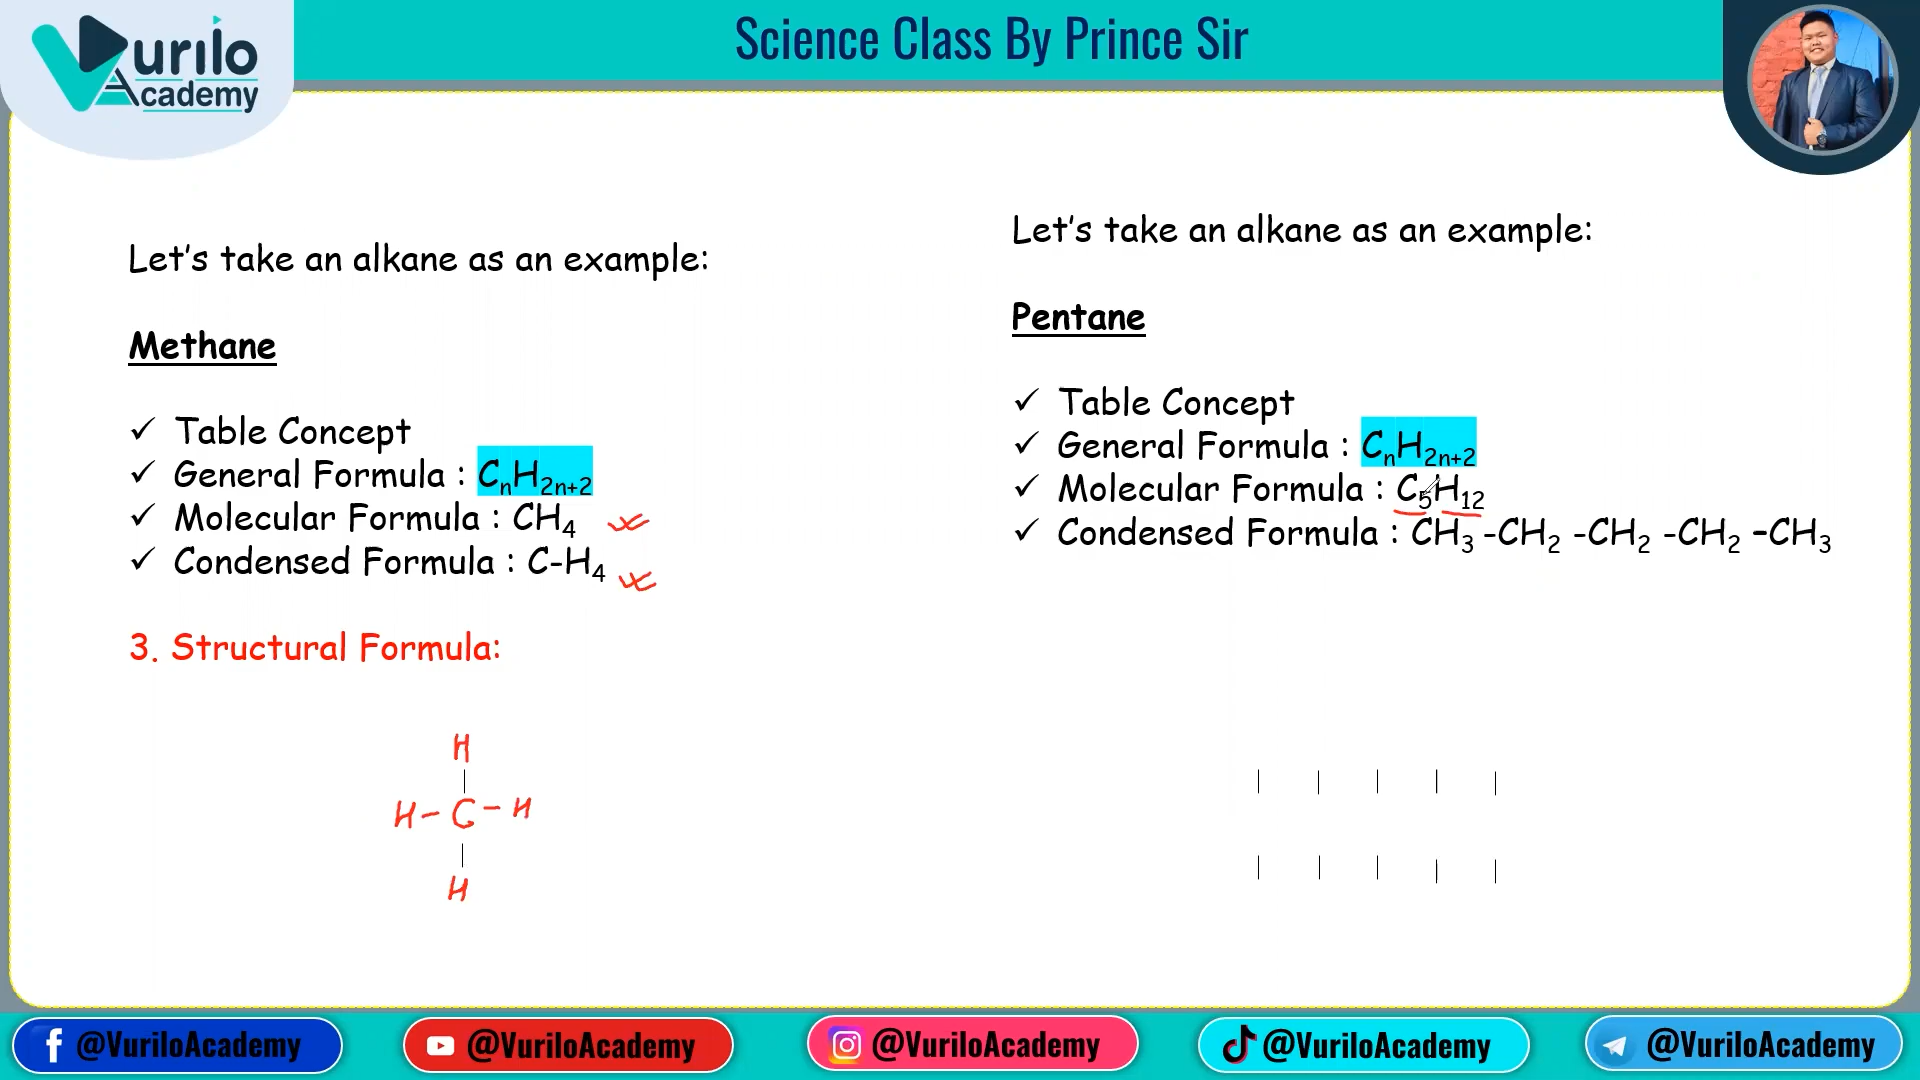 Vurilo
Academy
Science Class By Prince Sir
Let's take an alkane as an example:
Methane
✓ Table Concept
✓ General Formula : CₙH₂ₙ₊₂
✓ Molecular Formula : CH₄
✓ Condensed Formula : C-H₄
3. Structural Formula:
H
H - C - H
H
Let's take an alkane as an example:
Pentane
✓ Table Concept
✓ General Formula : CₙH₂ₙ₊₂
✓ Molecular Formula : C₅H₁₂
✓ Condensed Formula : CH₃ -CH₂ -CH₂ -CH₂ –CH₃
@VuriloAcademy
@VuriloAcademy
@VuriloAcademy
@VuriloAcademy
@VuriloAcademy